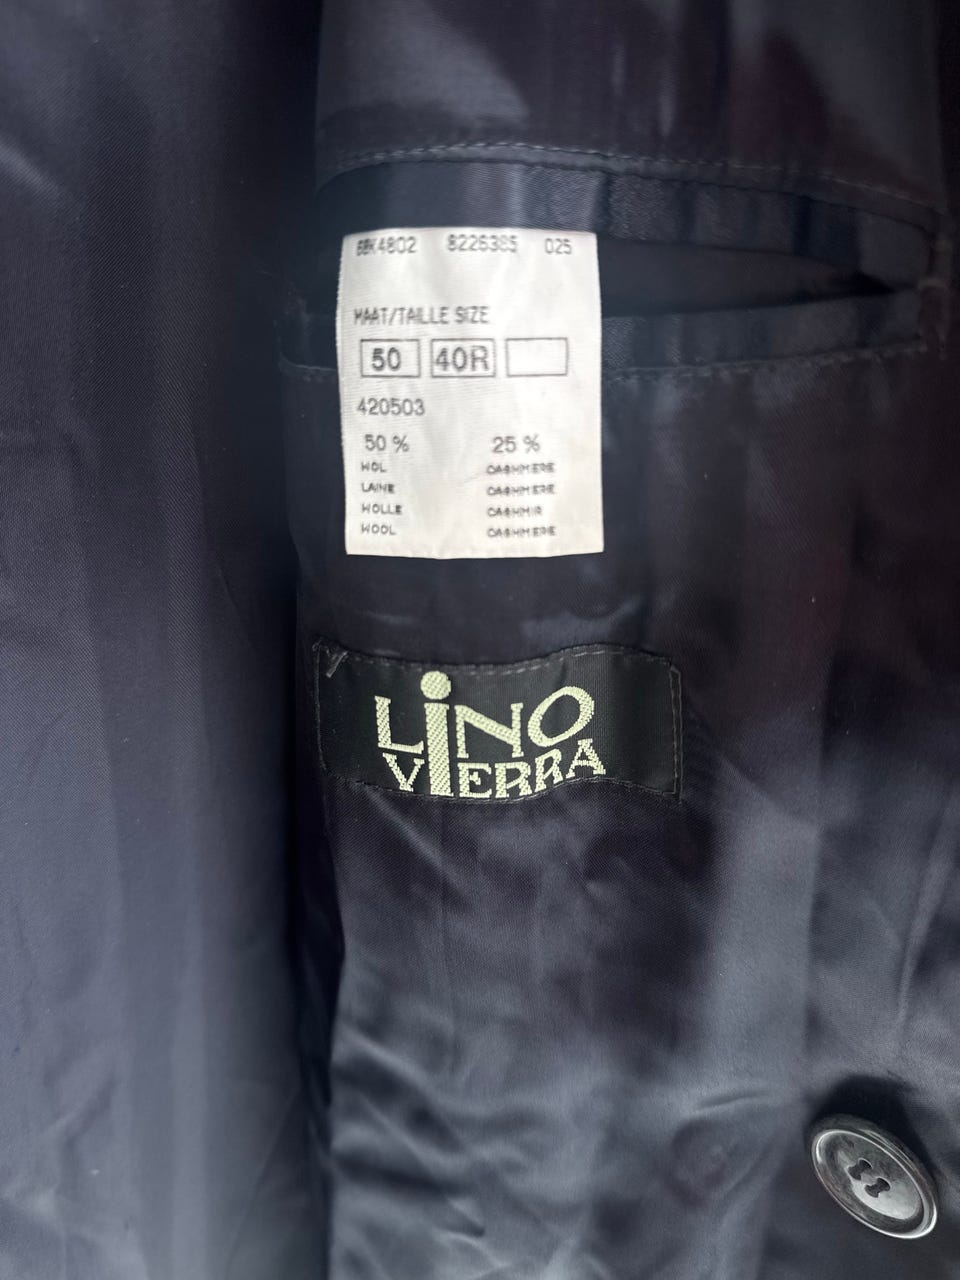 BBK4802 8226385 025
MAAT/TAILLE SIZE
50 40R
420503
50 % 25 %
WOL CASHMERE
LAINE CASHMERE
WOLLE CASHMIR
WOOL CASHMERE
LiNO
ViERRA